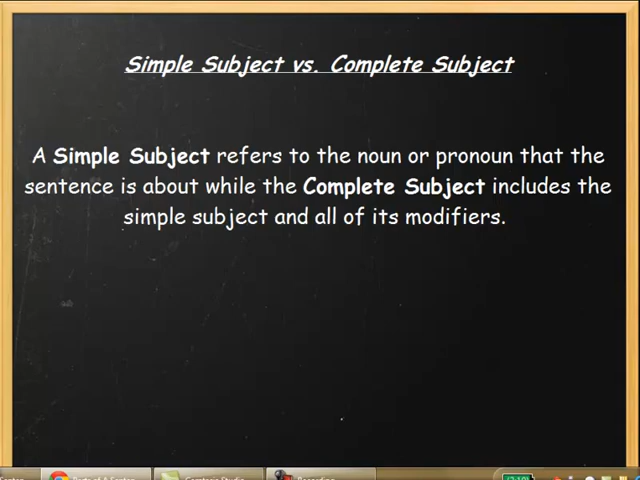 Simple Subject vs. Complete Subject
A Simple Subject refers to the noun or pronoun that the
sentence is about while the Complete Subject includes the
simple subject and all of its modifiers.